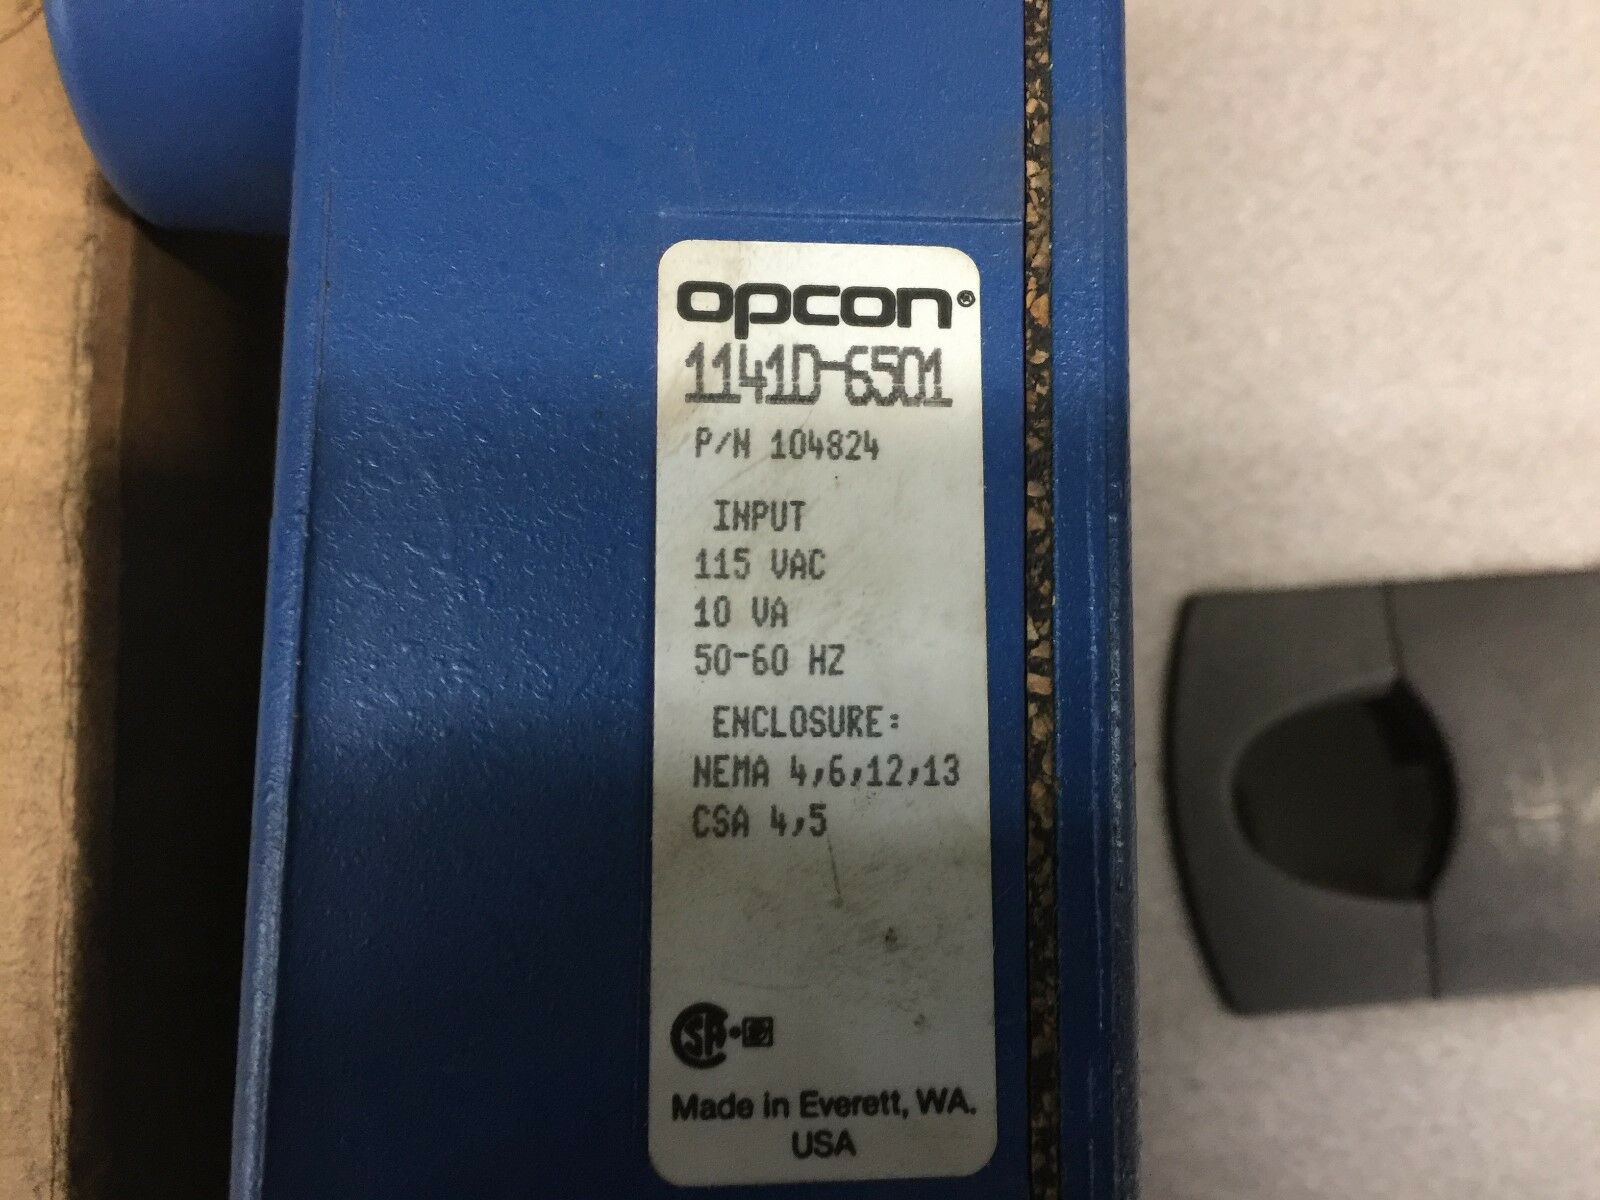 opcon®
1141D-6501
P/N 104824
INPUT
115 VAC
10 VA
50-60 HZ
ENCLOSURE:
NEMA 4,6,12,13
CSA 4,5
SA
Made in Everett, WA.
USA